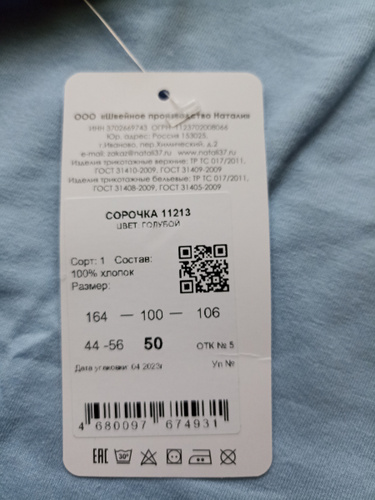 ООО «Швейное производство Натали»
ИНН 3702669743 ОГРН 1123702008066
Юр. адрес: Россия 153025,
г.Иваново, пер.Химический, д.2
e-mail: zakaz@natali37.ru www.natali37.ru
Изделия трикотажные верхние: ТР ТС 017/2011,
ГОСТ 31410-2009, ГОСТ 31409-2009
Изделия трикотажные бельевые: ТР ТС 017/2011,
ГОСТ 31408-2009, ГОСТ 31405-2009
СОРОЧКА 11213
ЦВЕТ ГОЛУБОЙ
Сорт: 1 Состав:
100% хлопок
Размер:
164 — 100 — 106
44 -56 50 ОТК № 5
Дата упаковки: 04.2023г Уп №
4 680097 674931
EAC 30°